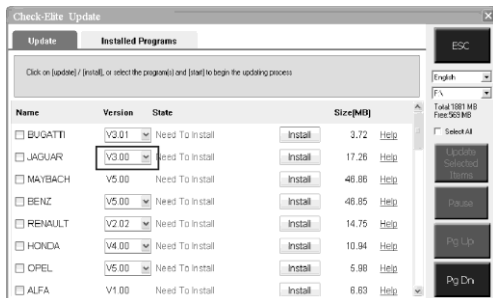 Check-Elite Update
Update
Installed Programs
ESC
Click on [update] / [install], or select the program(s) and [start] to begin the updating process
English
F:\
Total:1881 MB
Free:569 MB
Select All
Name Version State Size(MB)
BUGATTI V3.01 Need To Install Install 3.72 Help
JAGUAR V3.00 Need To Install Install 17.26 Help
MAYBACH V5.00 Need To Install Install 46.86 Help
BENZ V5.00 Need To Install Install 46.85 Help
RENAULT V2.02 Need To Install Install 14.75 Help
HONDA V4.00 Need To Install Install 10.94 Help
OPEL V5.00 Need To Install Install 5.98 Help
ALFA V1.00 Need To Install Install 6.63 Help
Update
Selected
Items
Pause
Pg Up
Pg Dn